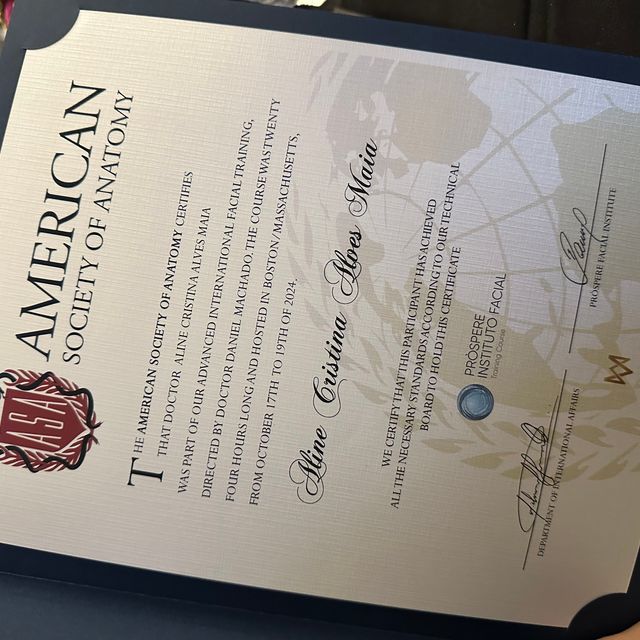 ASA
AMERICAN
SOCIETY OF ANATOMY
THE AMERICAN SOCIETY OF ANATOMY CERTIFIES
THAT DOCTOR ALINE CRISTINA ALVES MAIA
WAS PART OF OUR ADVANCED INTERNATIONAL FACIAL TRAINING,
DIRECTED BY DOCTOR DANIEL MACHADO. THE COURSE WAS TWENTY
FOUR HOURS LONG AND HOSTED IN BOSTON, MASSACHUSETTS,
FROM OCTOBER 17TH TO 19TH OF 2024.
Aline Cristina Alves Maia
WE CERTIFY THAT THIS PARTICIPANT HAS ACHIEVED
ALL THE NECESSARY STANDARDS ACCORDING TO OUR TECHNICAL
BOARD TO HOLD THIS CERTIFICATE
PRÓSPERE
INSTITUTO FACIAL
Training Course
DEPARTMENT OF INTERNATIONAL AFFAIRS
PRÓSPERE FACIAL INSTITUTE